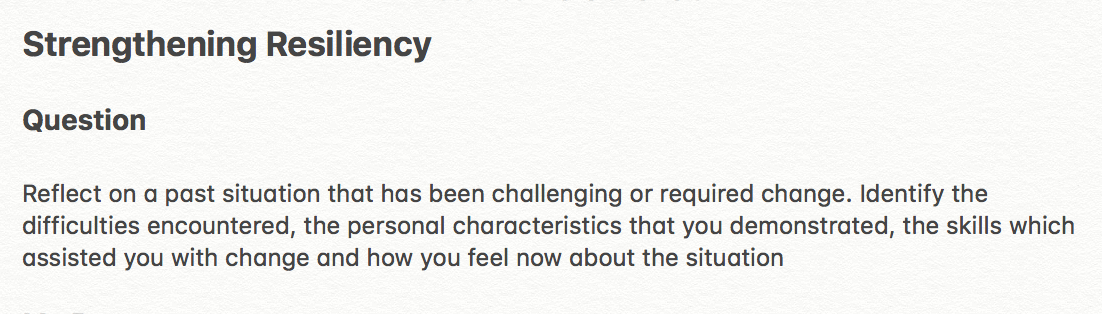 Strengthening Resiliency
Question
Reflect on a past situation that has been challenging or required change. Identify the
difficulties encountered, the personal characteristics that you demonstrated, the skills which
assisted you with change and how you feel now about the situation